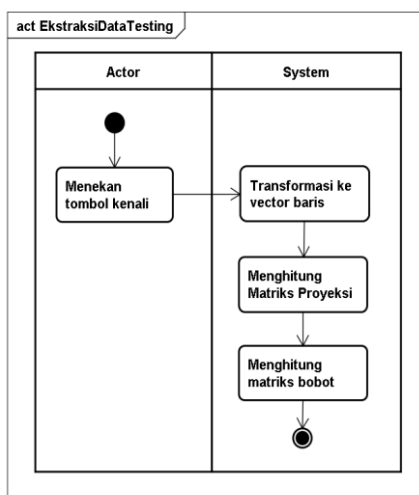 act EkstraksiDataTesting
Actor
System
Menekan
tombol kenali
Transformasi ke
vector baris
Menghitung
Matriks Proyeksi
Menghitung
matriks bobot